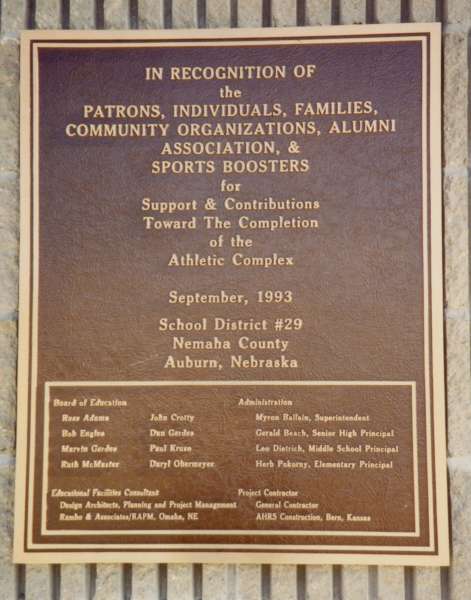 IN RECOGNITION OF
the
PATRONS, INDIVIDUALS, FAMILIES,
COMMUNITY ORGANIZATIONS, ALUMNI
ASSOCIATION, &
SPORTS BOOSTERS
for
Support & Contributions
Toward The Completion
of the
Athletic Complex
September, 1993
School District #29
Nemaha County
Auburn, Nebraska
Board of Education
Ross Adams John Crotty
Bob Engles Dan Gerdes
Marvin Gerdes Paul Kruse
Ruth McMaster Daryl Obermeyer
Administration
Myron Ballain, Superintendent
Gerald Beach, Senior High Principal
Leo Dietrich, Middle School Principal
Herb Pokorny, Elementary Principal
Educational Facilities Consultant
Design Architects, Planning and Project Management
& Associates/RAPM, Omaha, NE
Project Contractor
General Contractor
AHRS Construction, Bern, Kansas